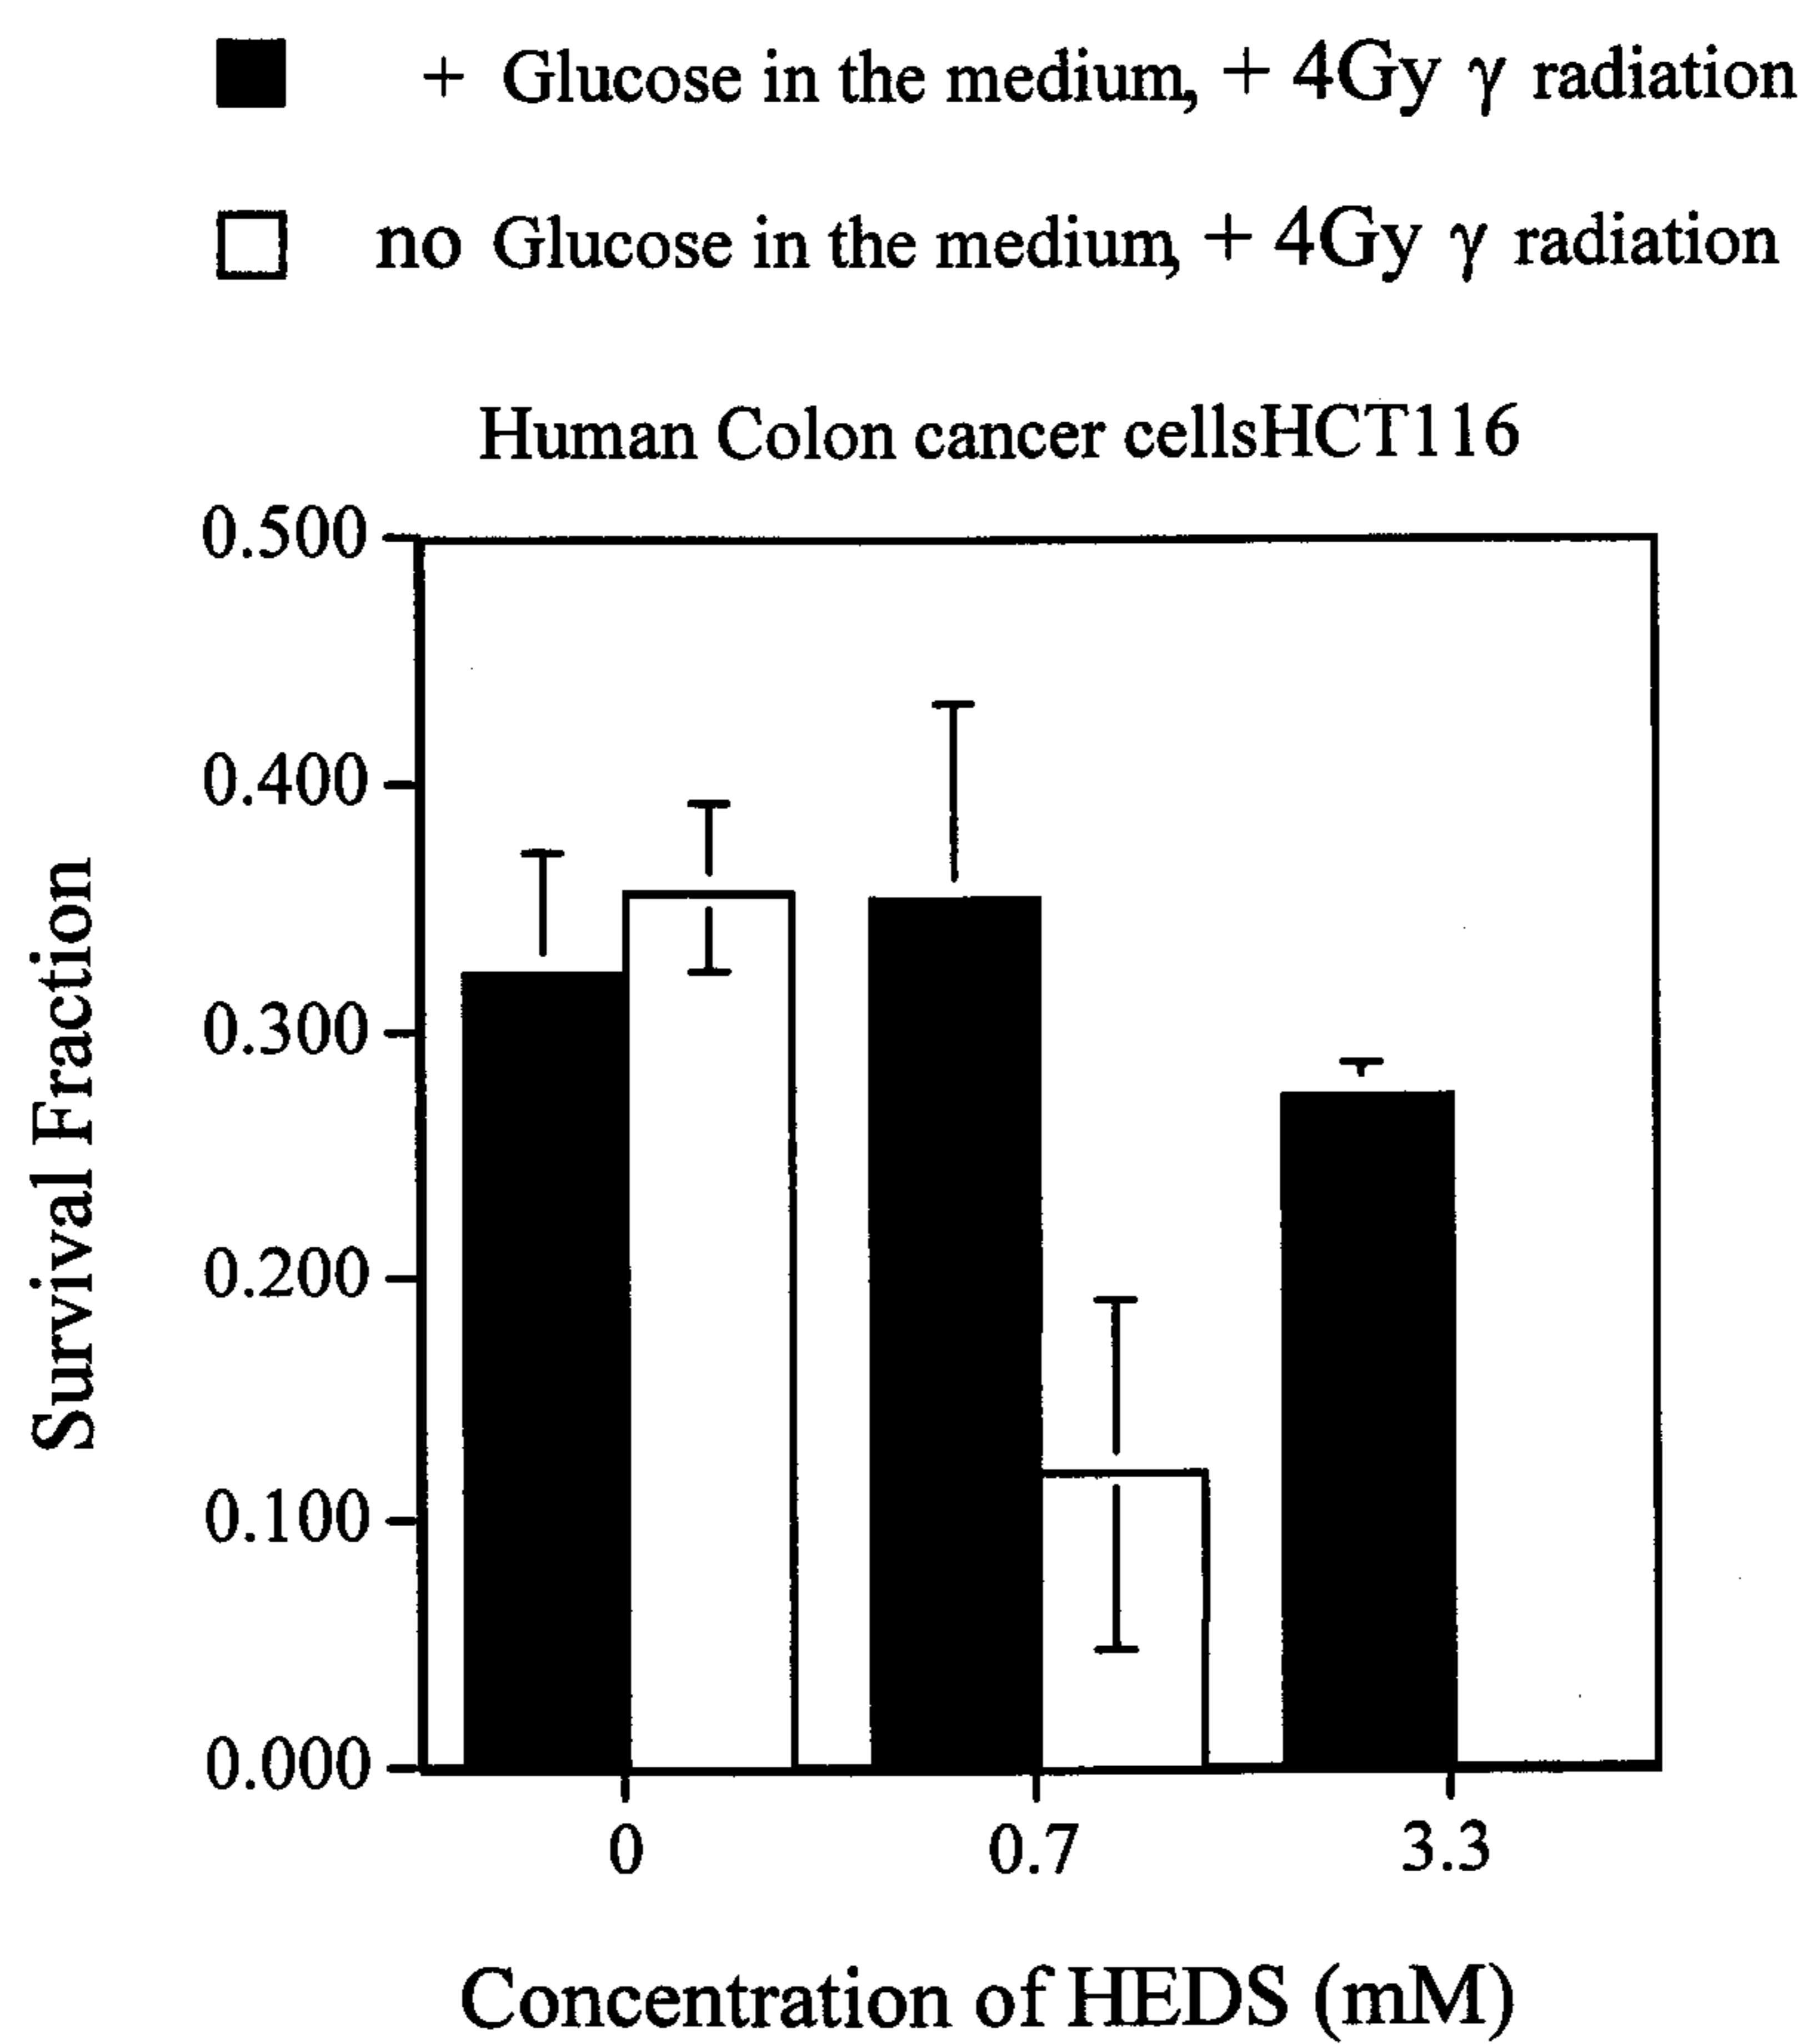 + Glucose in the medium, + 4Gy γ radiation
no Glucose in the medium, + 4Gy γ radiation
Human Colon cancer cellsHCT116
0.500
0.400
0.300
0.200
0.100
0.000
Survival Fraction
0 0.7 3.3
Concentration of HEDS (mM)